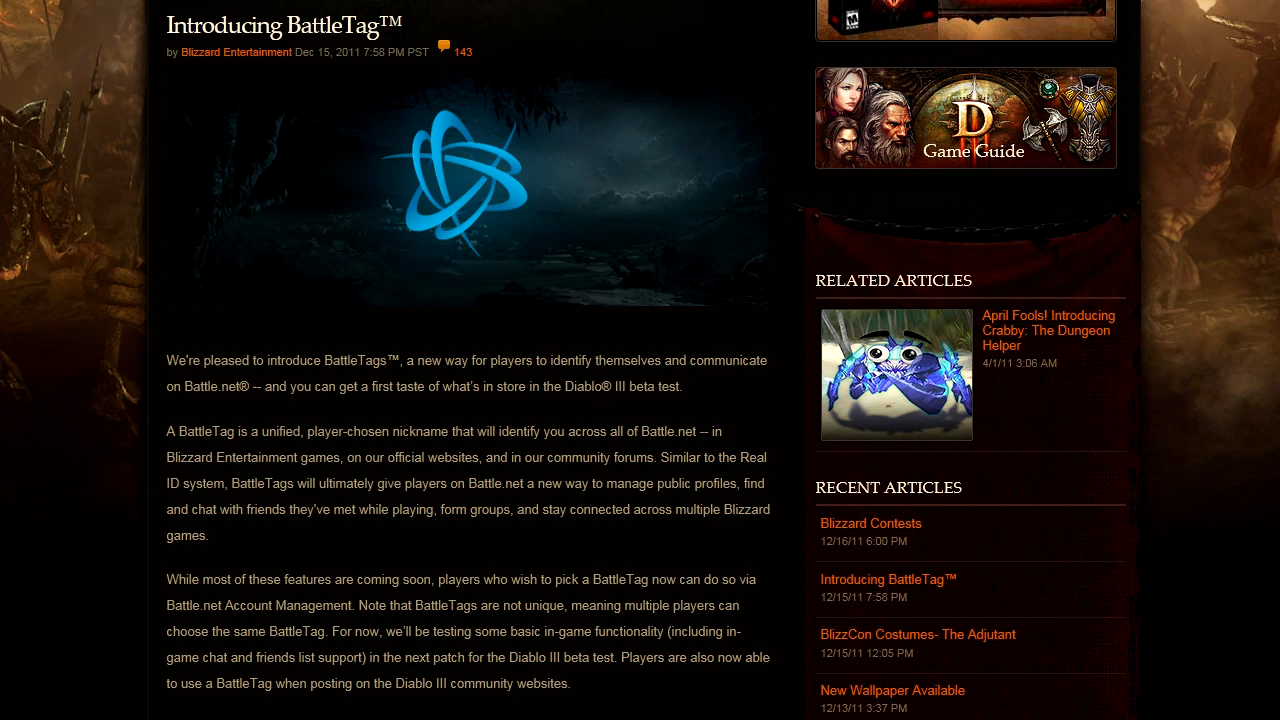 Introducing BattleTag™
by Blizzard Entertainment Dec 15, 2011 7:58 PM PST 143
We're pleased to introduce BattleTags™, a new way for players to identify themselves and communicate
on Battle.net® -- and you can get a first taste of what's in store in the Diablo® III beta test.
A BattleTag is a unified, player-chosen nickname that will identify you across all of Battle.net -- in
Blizzard Entertainment games, on our official websites, and in our community forums. Similar to the Real
ID system, BattleTags will ultimately give players on Battle.net a new way to manage public profiles, find
and chat with friends they've met while playing, form groups, and stay connected across multiple Blizzard
games.
While most of these features are coming soon, players who wish to pick a BattleTag now can do so via
Battle.net Account Management. Note that BattleTags are not unique, meaning multiple players can
choose the same BattleTag. For now, we'll be testing some basic in-game functionality (including in-
game chat and friends list support) in the next patch for the Diablo III beta test. Players are also now able
to use a BattleTag when posting on the Diablo III community websites.
M
D
Game Guide
RELATED ARTICLES
April Fools! Introducing
Crabby: The Dungeon
Helper
4/1/11 3:06 AM
RECENT ARTICLES
Blizzard Contests
12/16/11 6:00 PM
Introducing BattleTag™
12/15/11 7:58 PM
BlizzCon Costumes- The Adjutant
12/15/11 12:05 PM
New Wallpaper Available
12/13/11 3:37 PM